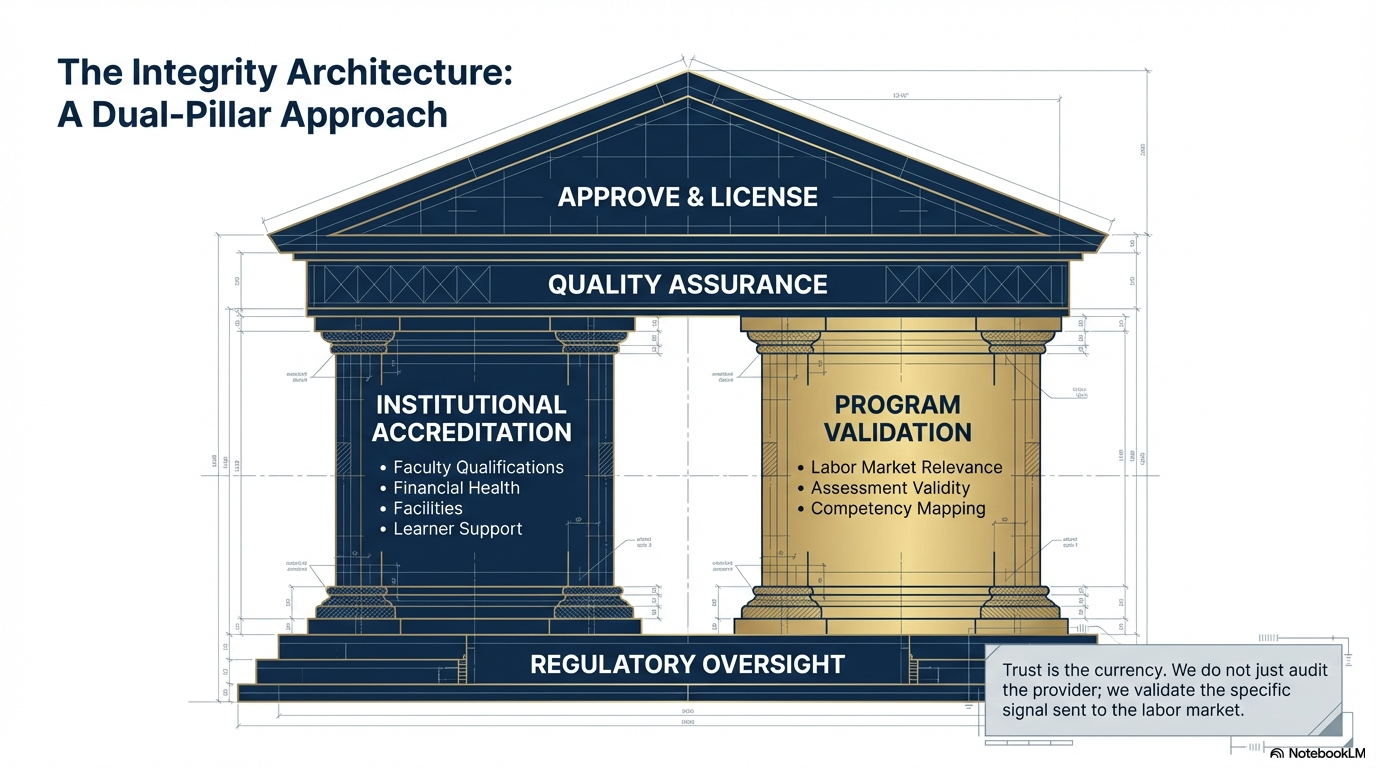 The Integrity Architecture:
A Dual-Pillar Approach
APPROVE & LICENSE
QUALITY ASSURANCE
INSTITUTIONAL
ACCREDITATION
• Faculty Qualifications
• Financial Health
• Facilities
• Learner Support
PROGRAM
VALIDATION
• Labor Market Relevance
• Assessment Validity
• Competency Mapping
REGULATORY OVERSIGHT
Trust is the currency. We do not just audit
the provider; we validate the specific
signal sent to the labor market.
NotebookLM